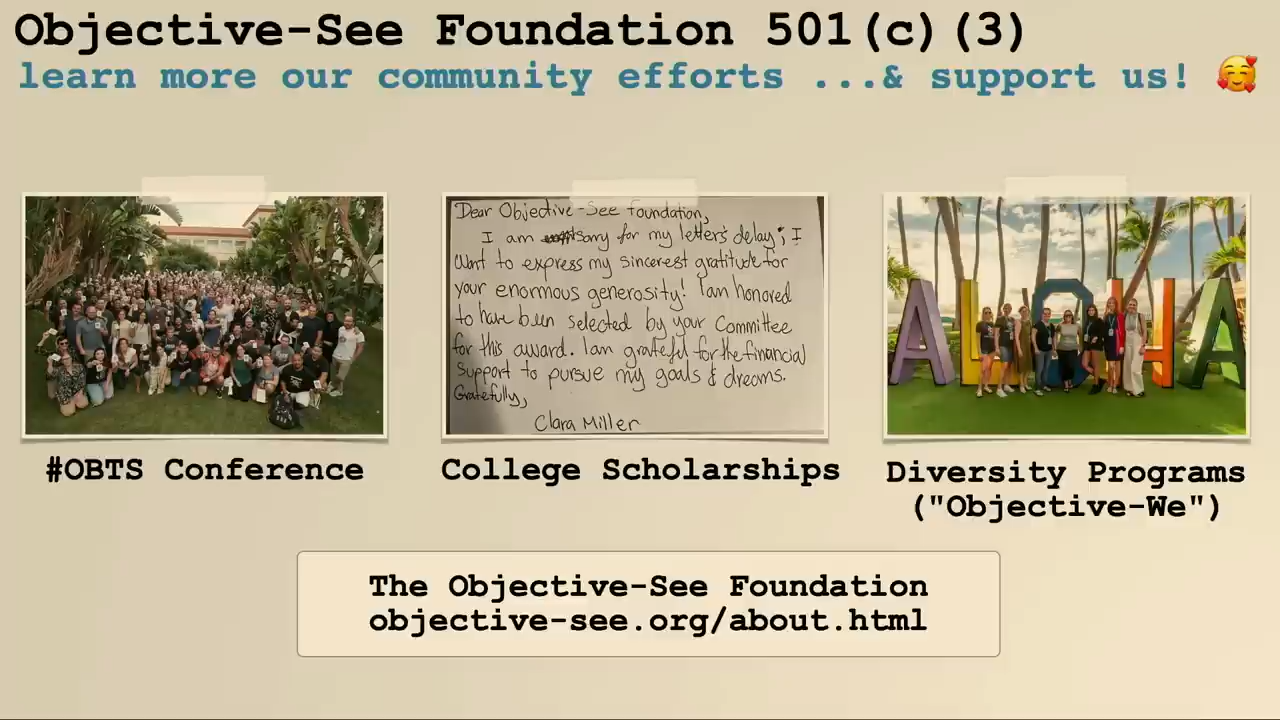 Objective-See Foundation 501(c)(3)
learn more our community efforts ...& support us! 🥰
Dear Objective-See Foundation,
I am sorry for my letters delay; I
want to express my sincerest gratitude for
your enormous generosity! I am honored
to have been selected by your Committee
for this award. I am grateful for the financial
support to pursue my goals & dreams.
Gratefully,
Clara Miller
ALOHA
#OBTS Conference
College Scholarships
Diversity Programs
("Objective-We")
The Objective-See Foundation
objective-see.org/about.html